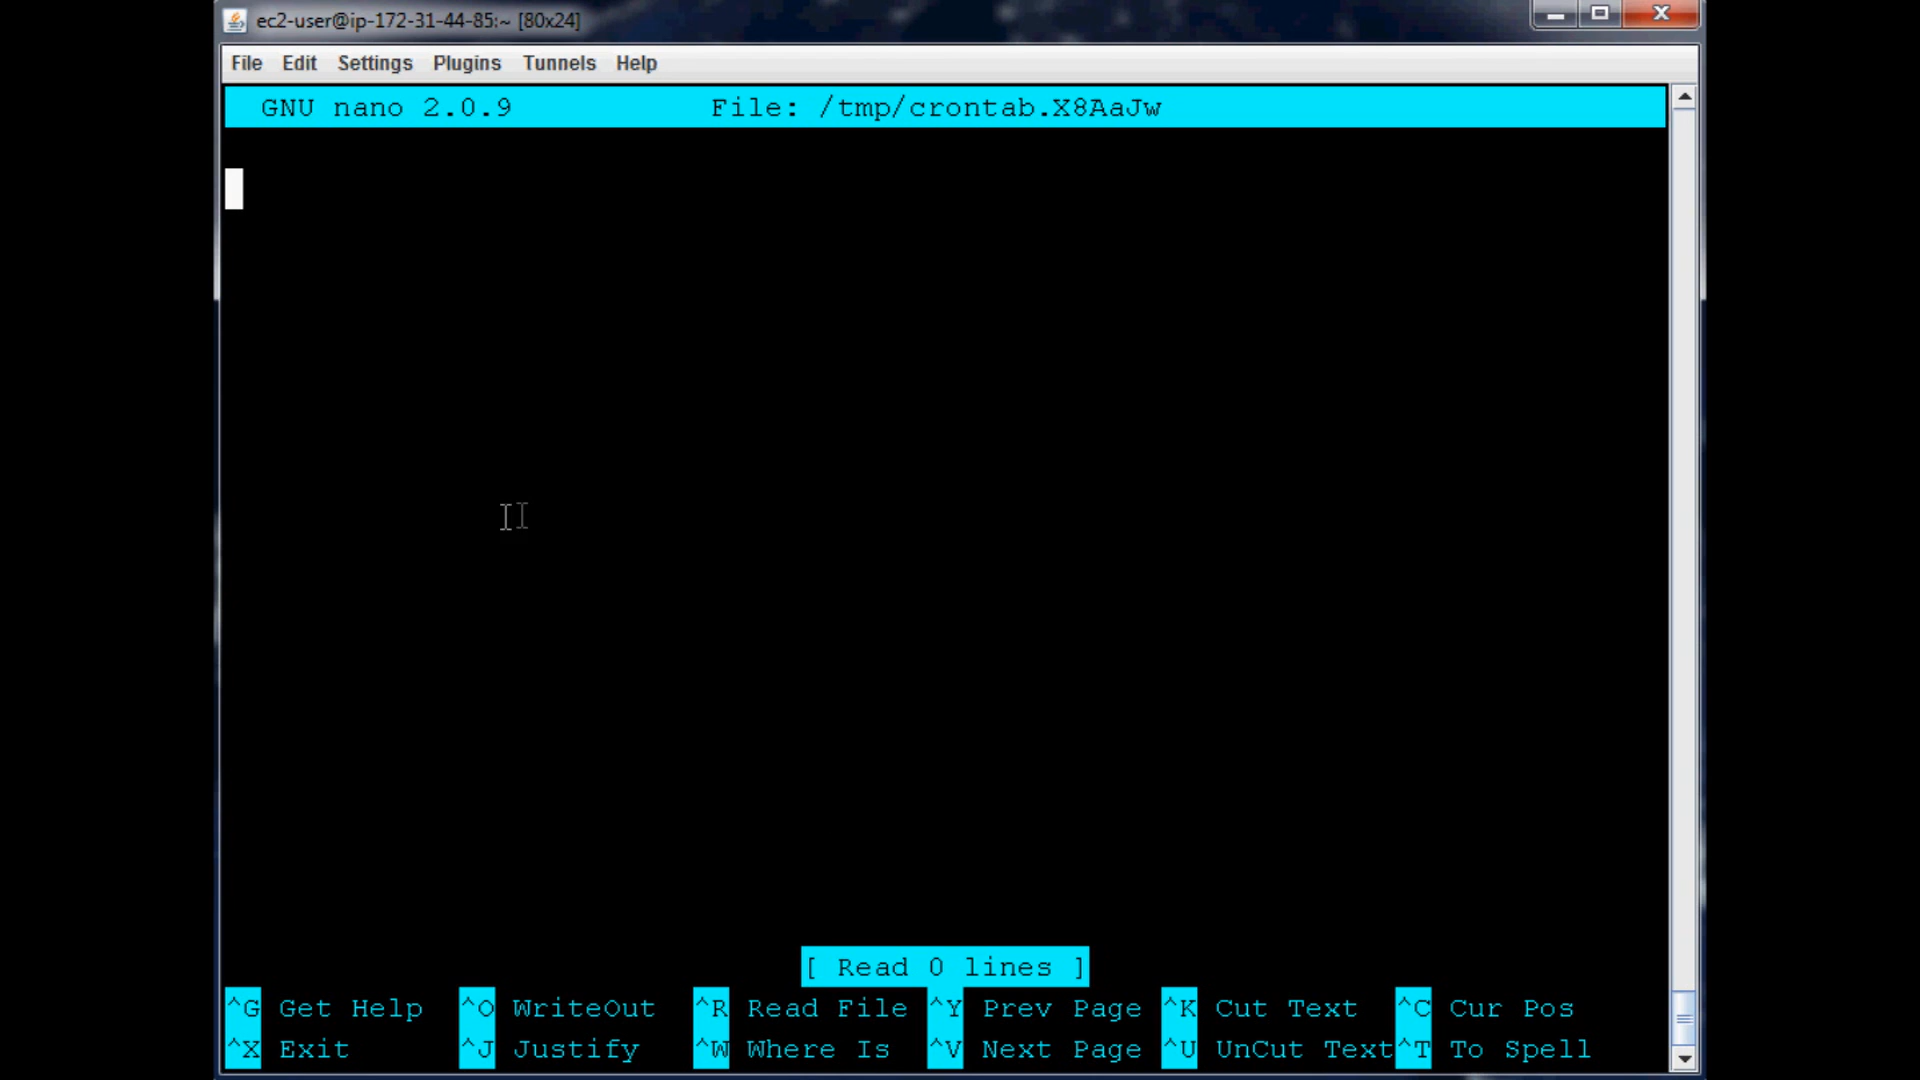 ec2-user@ip-172-31-44-85:~ [80x24]
File Edit Settings Plugins Tunnels Help
GNU nano 2.0.9 File: /tmp/crontab.X8AaJw
[ Read 0 lines ]
^G Get Help ^O WriteOut ^R Read File ^Y Prev Page ^K Cut Text ^C Cur Pos
^X Exit ^J Justify ^W Where Is ^V Next Page ^U UnCut Text ^T To Spell